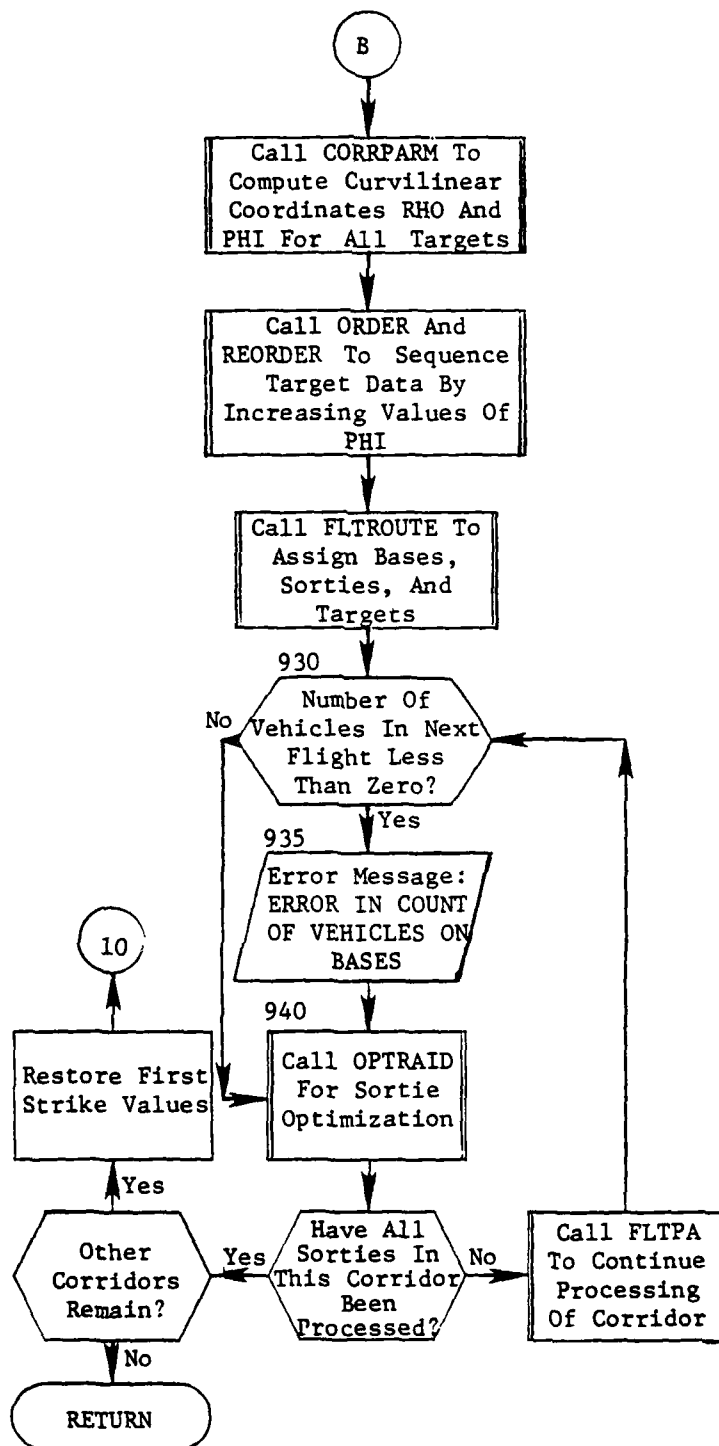 B
Call CORRPARM To
Compute Curvilinear
Coordinates RHO And
PHI For All Targets
Call ORDER And
REORDER To Sequence
Target Data By
Increasing Values Of
PHI
Call FLTROUTE To
Assign Bases,
Sorties, And
Targets
930
Number Of
Vehicles In Next
Flight Less
Than Zero?
No
Yes
935
Error Message:
ERROR IN COUNT
OF VEHICLES ON
BASES
940
Call OPTRAID
For Sortie
Optimization
10
Restore First
Strike Values
Yes
Other
Corridors
Remain?
Yes
Have All
Sorties In
This Corridor
Been
Processed?
No
Call FLTPA
To Continue
Processing
Of Corridor
No
RETURN